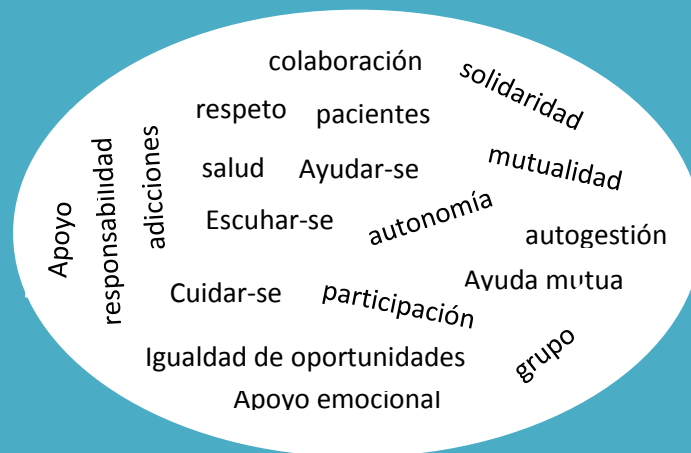 colaboración
solidaridad
respeto
pacientes
mutualidad
salud
Ayudar-se
adicciones
responsabilidad
Apoyo
Escuhar-se
autonomía
autogestión
Ayuda mutua
Cuidar-se
participación
Igualdad de oportunidades
grupo
Apoyo emocional